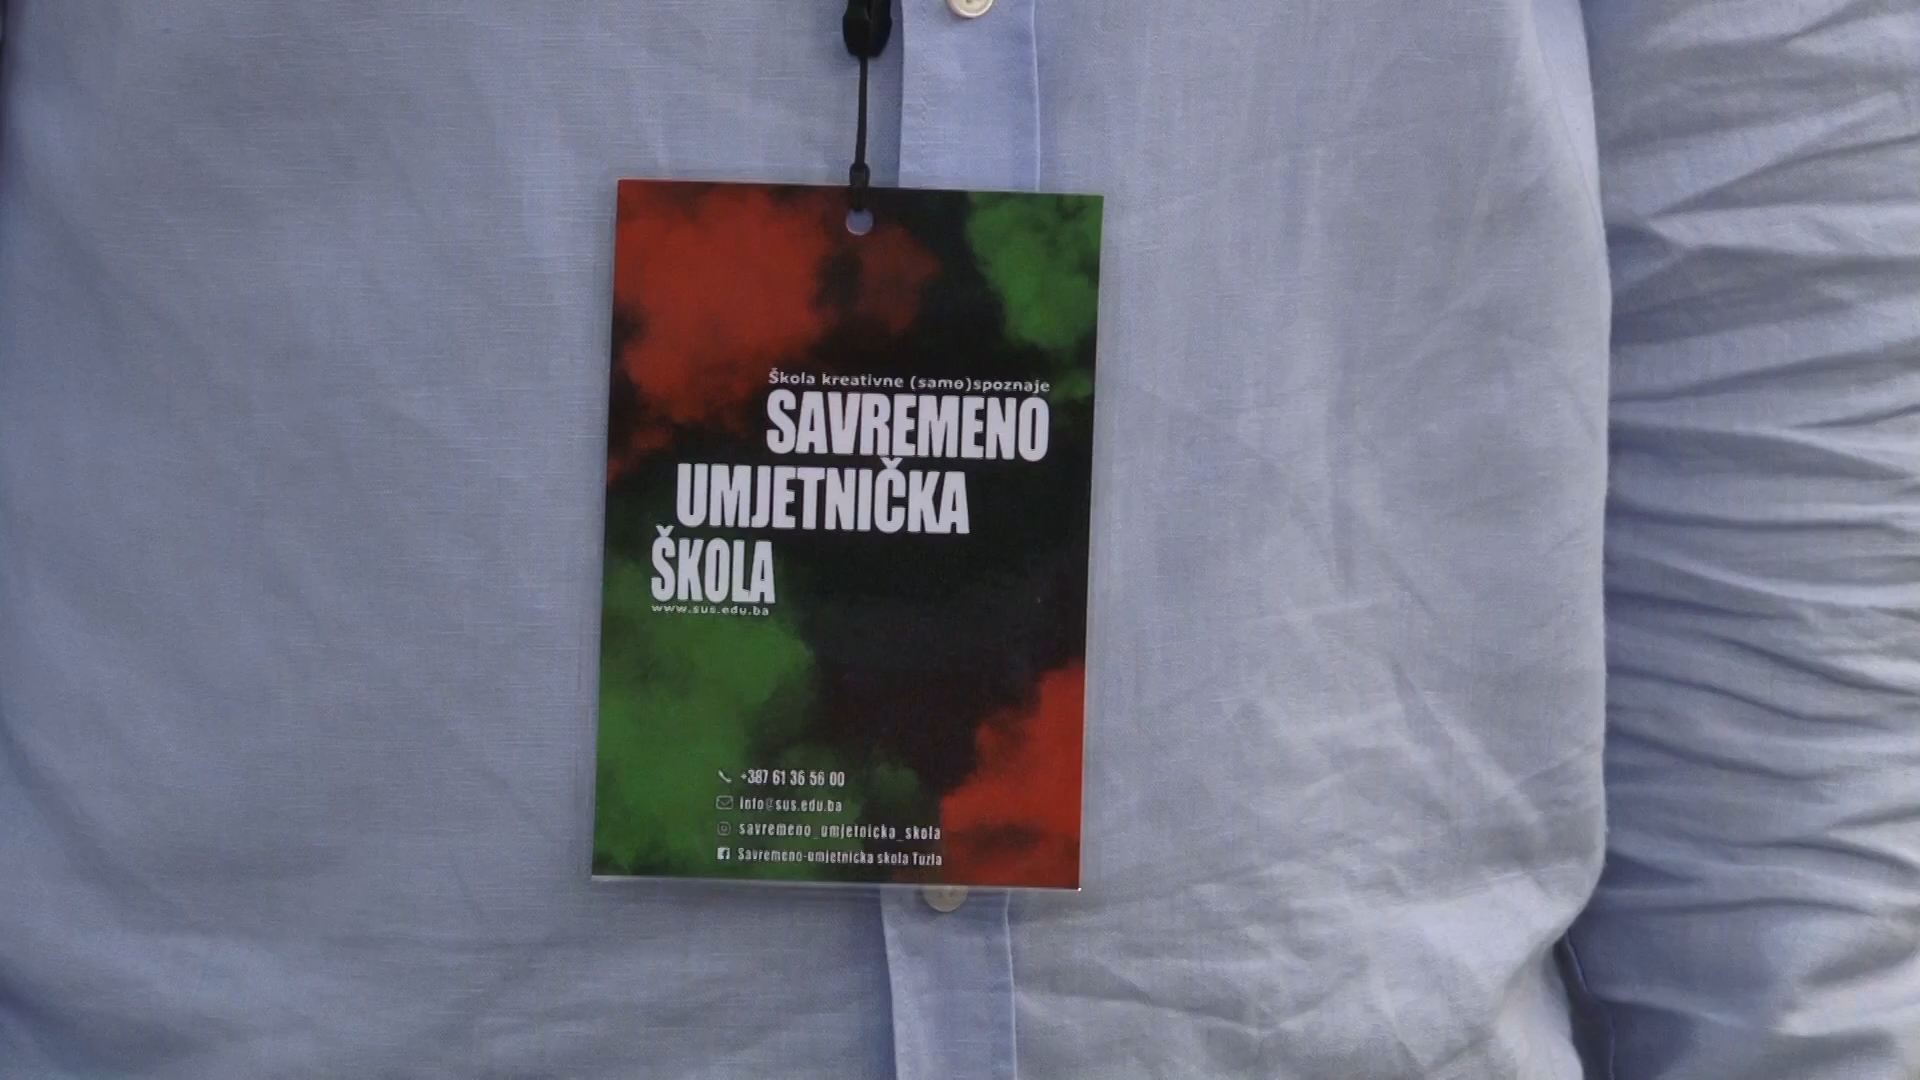 Škola kreativne (samo)spoznaje
SAVREMENO
UMJETNIČKA
ŠKOLA
www.sus.edu.ba
+387 61 36 56 00
info@sus.edu.ba
savremeno_umjetnicka_skola
Savremeno-umjetnicka skola Tuzla